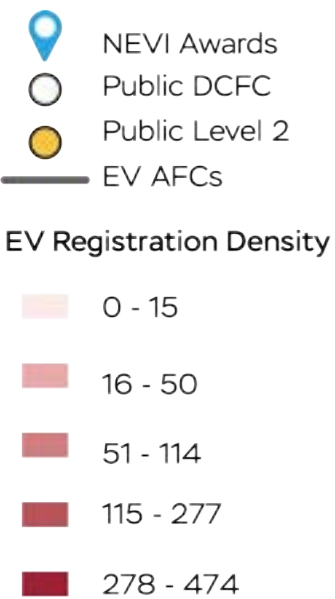 NEVI Awards
Public DCFC
Public Level 2
EV AFCs
EV Registration Density
0 - 15
16 - 50
51 - 114
115 - 277
278 - 474